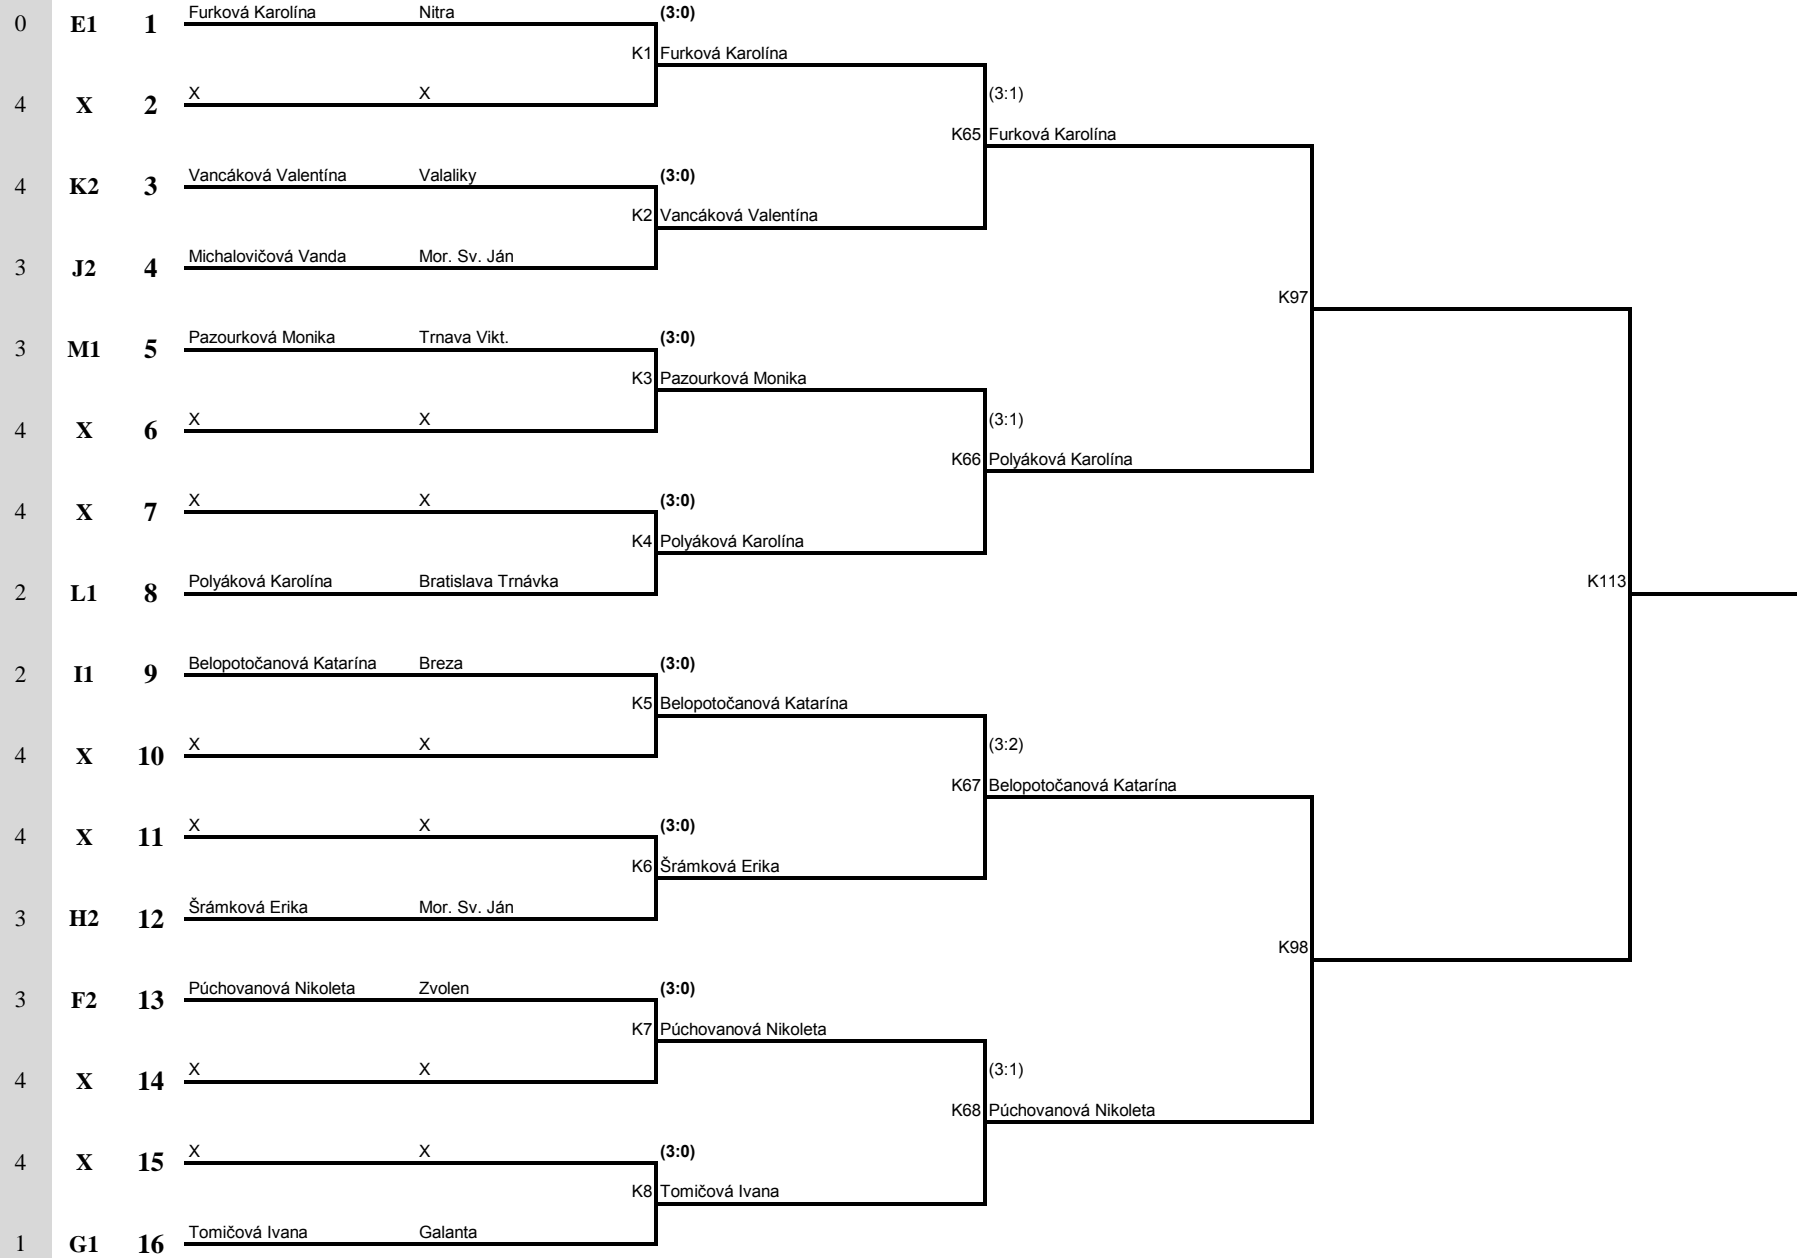 0 E1 1 Furková Karolína Nitra (3:0)
K1 Furková Karolína
4 X 2 X X (3:1)
K65 Furková Karolína
4 K2 3 Vancáková Valentína Valaliky (3:0)
K2 Vancáková Valentína
3 J2 4 Michalovičová Vanda Mor. Sv. Ján
K97
3 M1 5 Pazourková Monika Trnava Vikt. (3:0)
K3 Pazourková Monika
4 X 6 X X (3:1)
K66 Polyáková Karolína
4 X 7 X X (3:0)
K4 Polyáková Karolína
2 L1 8 Polyáková Karolína Bratislava Trnávka K113
2 I1 9 Belopotočanová Katarína Breza (3:0)
K5 Belopotočanová Katarína
4 X 10 X X (3:2)
K67 Belopotočanová Katarína
4 X 11 X X (3:0)
K6 Šrámková Erika
3 H2 12 Šrámková Erika Mor. Sv. Ján
K98
3 F2 13 Púchovanová Nikoleta Zvolen (3:0)
K7 Púchovanová Nikoleta
4 X 14 X X (3:1)
K68 Púchovanová Nikoleta
4 X 15 X X (3:0)
K8 Tomičová Ivana
1 G1 16 Tomičová Ivana Galanta